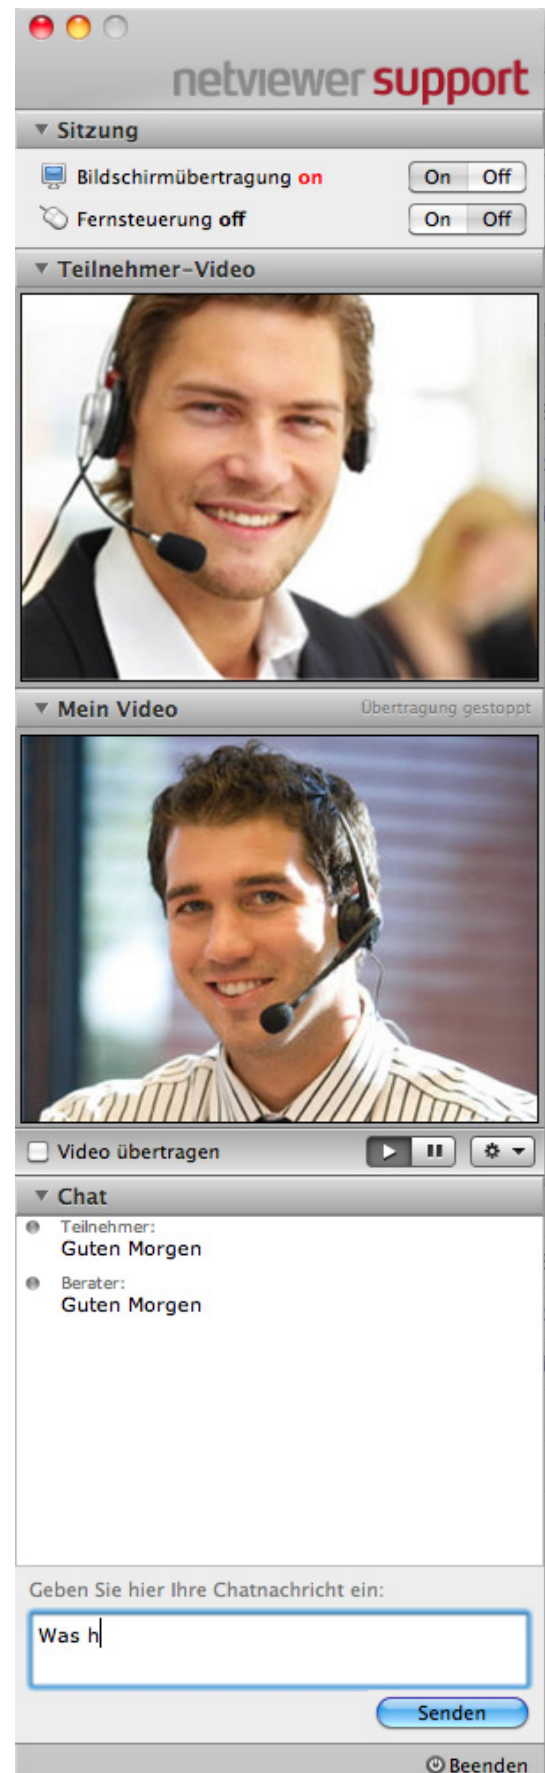 netviewer support
Sitzung
Bildschirmübertragung on On Off
Fernsteuerung off On Off
Teilnehmer-Video
Mein Video Übertragung gestoppt
Video übertragen
Chat
Teilnehmer:
Guten Morgen
Berater:
Guten Morgen
Geben Sie hier Ihre Chatnachricht ein:
Was h
Senden
Beenden